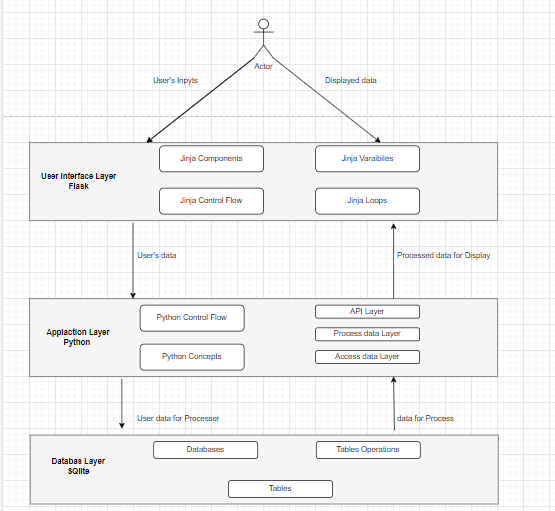 Actor
User's Inpyts
Displayed data
User Interface Layer
Flask
Jinja Components
Jinja Varaibiles
Jinja Control Flow
Jinja Loops
User's data
Processed data for Display
Applaction Layer
Python
Python Control Flow
API Layer
Process data Layer
Python Concepts
Access data Layer
User data for Processer
data for Process
Databas Layer
SQlite
Databases
Tables Operations
Tables